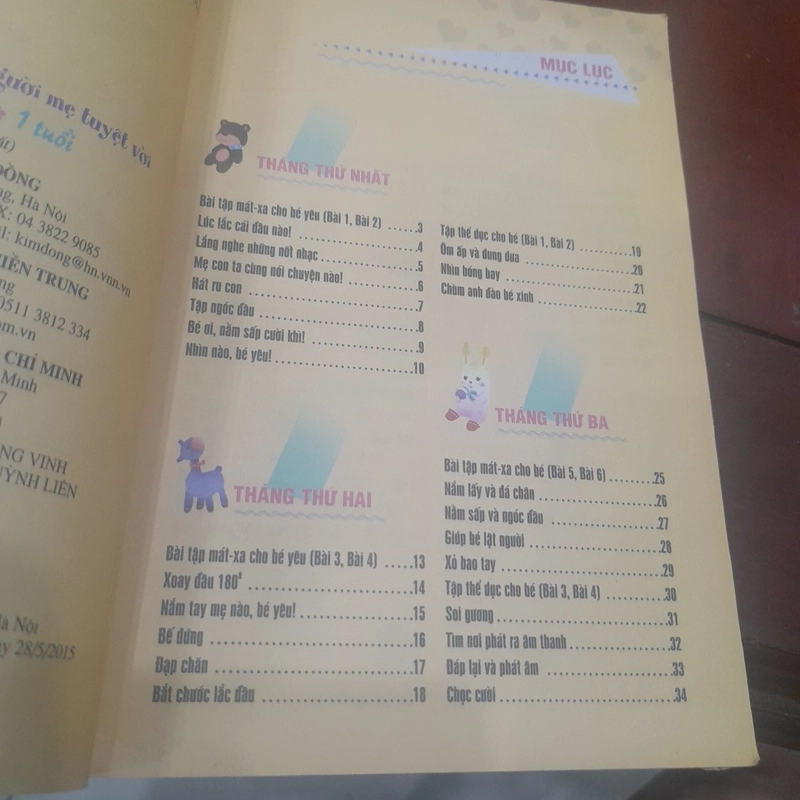 gười mẹ tuyệt vời
1 tuổi
ĐỒNG
ng, Hà Nội
X: 04 3822 9085
il: kimdong@hn.vnn.vn
IỀN TRUNG
ng
0511 3812 334
om.vn
CHÍ MINH
Minh
7
NG VINH
UỲNH LIÊN
Hà Nội
y 28/5/2015
MỤC LỤC
THÁNG THỨ NHẤT
Bài tập mát-xa cho bé yêu (Bài 1, Bài 2) ......3
Lúc lắc cái đầu nào! ......4
Lắng nghe những nốt nhạc ......5
Mẹ con ta cùng nói chuyện nào! ......6
Hát ru con ......7
Tập ngóc đầu ......8
Bé ơi, nằm sấp cười khì! ......9
Nhìn nào, bé yêu! ......10
THÁNG THỨ HAI
Bài tập mát-xa cho bé yêu (Bài 3, Bài 4) .....13
Xoay đầu 180° ......14
Nắm tay mẹ nào, bé yêu! ......15
Bế đứng ......16
Đạp chăn ......17
Bắt chước lắc đầu ......18
Tập thể dục cho bé (Bài 1, Bài 2) ......19
Ôm ấp và đung đưa ......20
Nhìn bóng bay ......21
Chùm anh đào bé xinh ......22
THÁNG THỨ BA
Bài tập mát-xa cho bé (Bài 5, Bài 6) ......25
Nắm lấy và đá chân ......26
Nằm sấp và ngóc đầu ......27
Giúp bé lật người ......28
Xỏ bao tay ......29
Tập thể dục cho bé (Bài 3, Bài 4) ......30
Soi gương ......31
Tìm nơi phát ra âm thanh ......32
Đáp lại và phát âm ......33
Chọc cười ......34